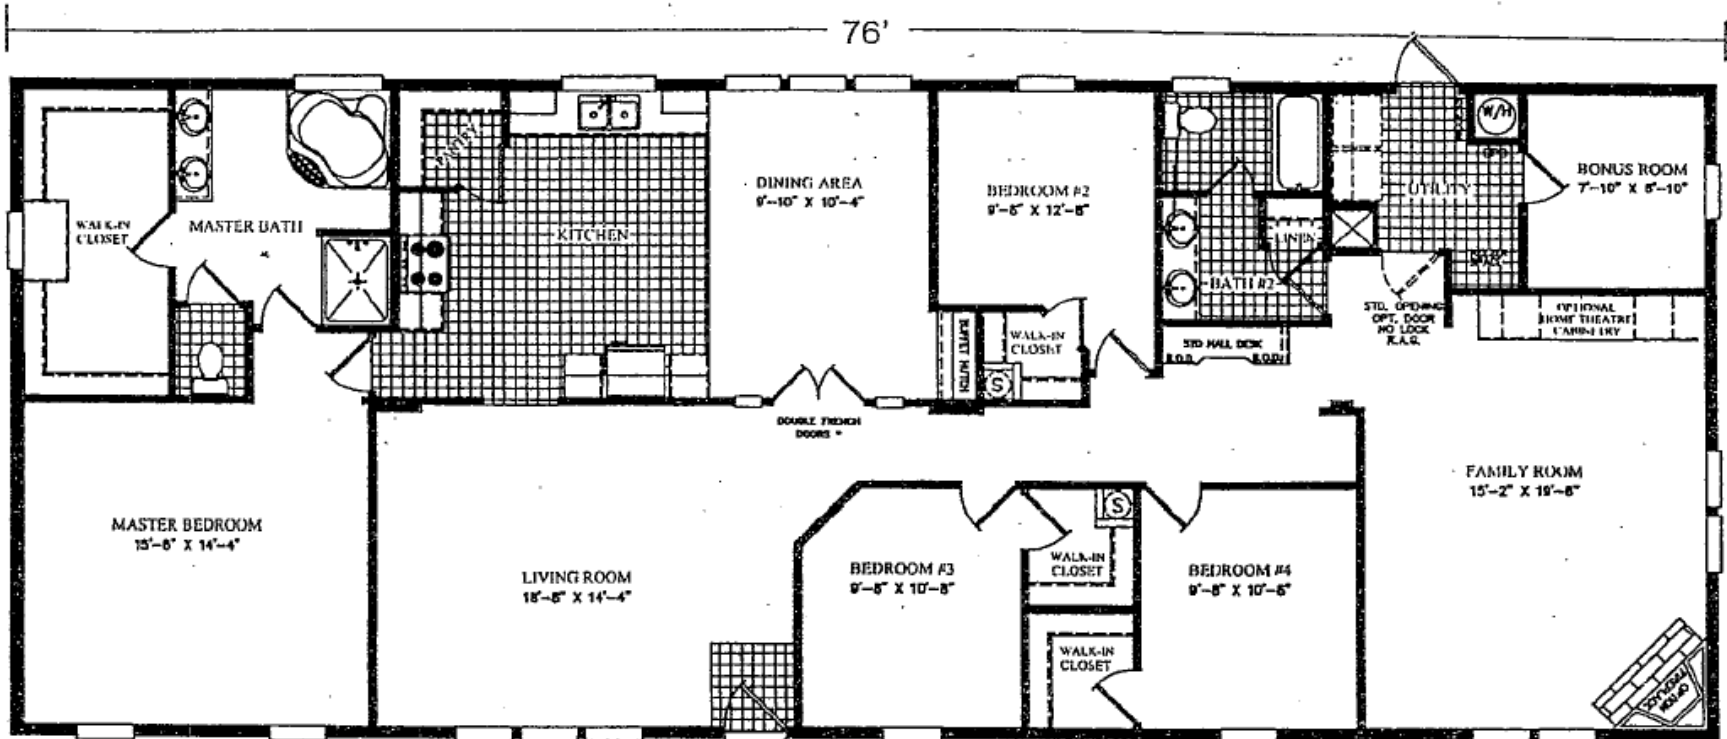 76'
WALK-IN
CLOSET
MASTER BATH
PANTRY
KITCHEN
DINING AREA
9'-10" X 10'-4"
BEDROOM #2
9'-8" X 12'-8"
BUFFET HUTCH
WALK-IN
CLOSET
S
LINEN
BATH #2
STD HALL DESK
B.O.D.
B.O.D.
UTILITY
W/H
OPD
STD. OPENING
OPT. DOOR
NO LOCK
R.A.G.
BONUS ROOM
7'-10" X 8'-10"
OPTIONAL
HOME THEATRE
CABINETRY
DOUBLE FRENCH
DOORS *
MASTER BEDROOM
15'-8" X 14'-4"
LIVING ROOM
18'-8" X 14'-4"
BEDROOM #3
9'-8" X 10'-8"
WALK-IN
CLOSET
S
WALK-IN
CLOSET
BEDROOM #4
9'-8" X 10'-8"
FAMILY ROOM
15'-2" X 19'-8"
OPTION
FIREPLACE